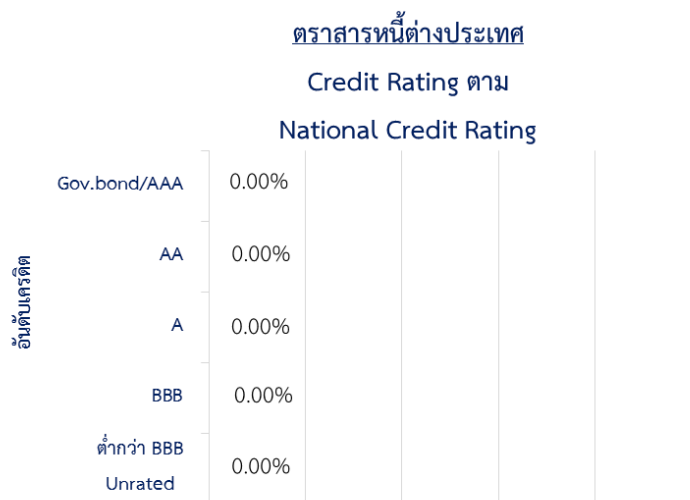 ตราสารหนี้ต่างประเทศ
Credit Rating ตาม
National Credit Rating
อันดับเครดิต
Gov.bond/AAA 0.00%
AA 0.00%
A 0.00%
BBB 0.00%
ต่ำกว่า BBB
0.00%
Unrated